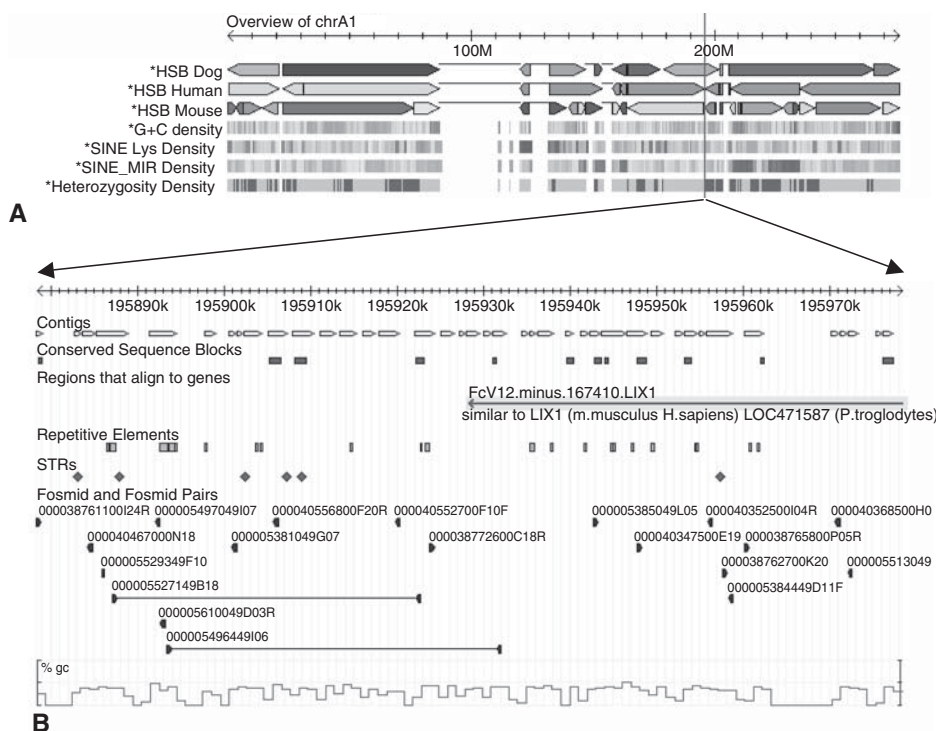 Overview of chrA1
100M 200M
*HSB Dog
*HSB Human
*HSB Mouse
*G+C density
*SINE Lys Density
*SINE_MIR Density
*Heterozygosity Density
A
195890k 195900k 195910k 195920k 195930k 195940k 195950k 195960k 195970k
Contigs
Conserved Sequence Blocks
Regions that align to genes
FcV12.minus.167410.LIX1
similar to LIX1 (m.musculus H.sapiens) LOC471587 (P.troglodytes)
Repetitive Elements
STRs
Fosmid and Fosmid Pairs
000038761100I24R 000005497049I07 000040556800F20R 000040552700F10F 000005385049L05 000040352500I04R 000040368500H0
000040467000N18 000005381049G07 000038772600C18R 000040347500E19 000038765800P05R
000005529349F10 000038762700K20 000005513049
000005527149B18 000005384449D11F
000005610049D03R
000005496449I06
% gc
B